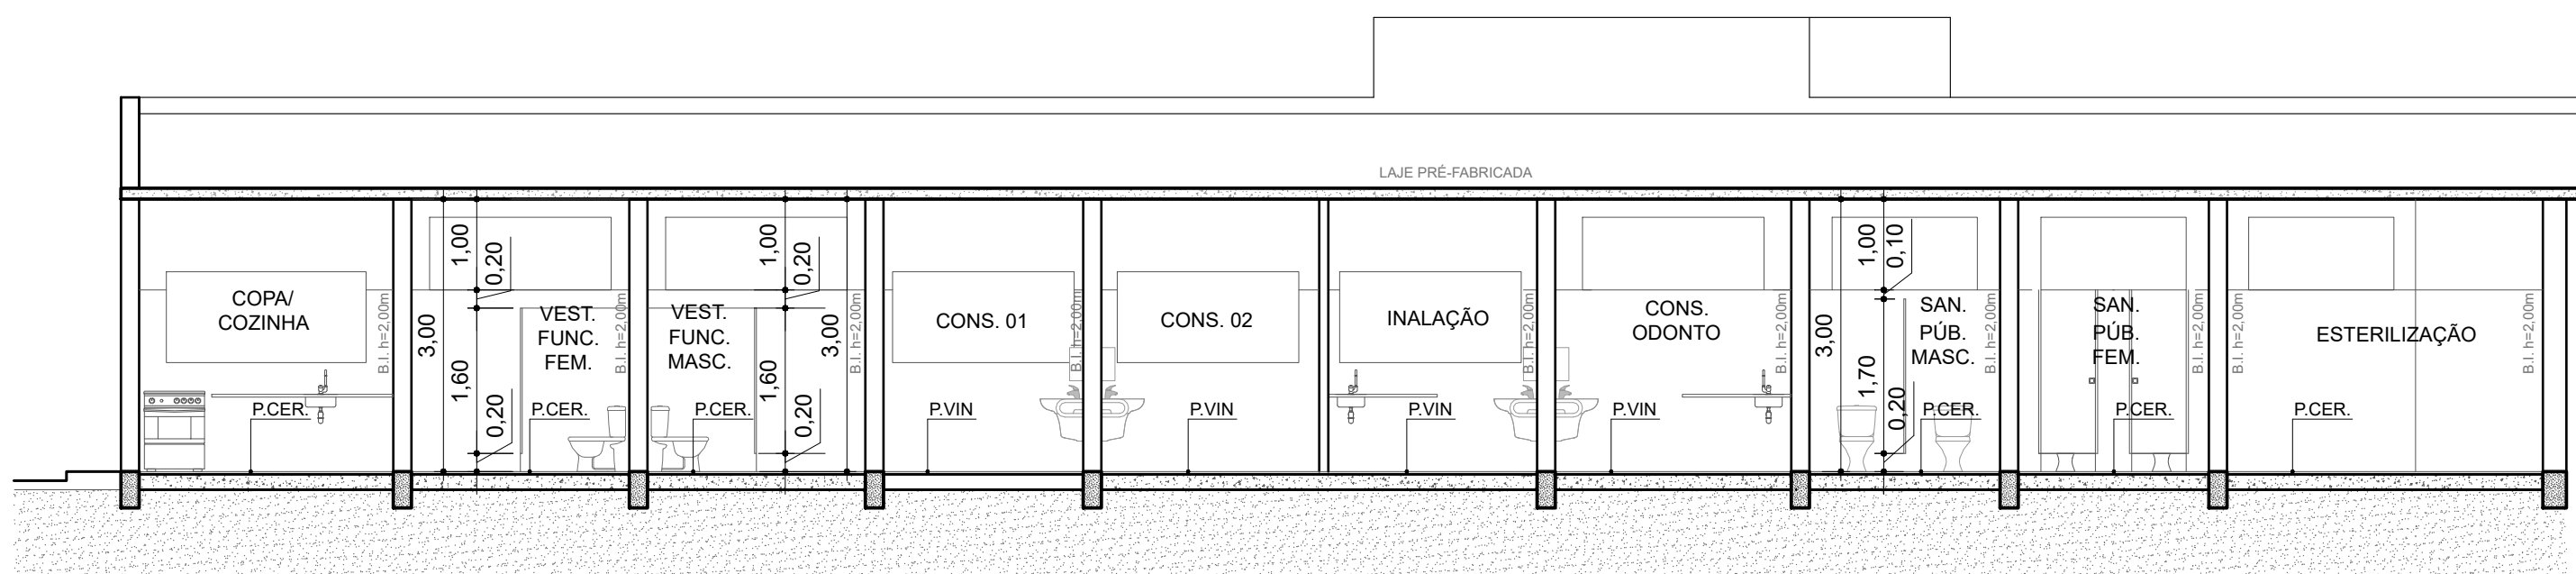 LAJE PRÉ-FABRICADA
COPA/
COZINHA
P.CER.
B.I. h=2,00m
3,00
1,00
0,20
1,60
0,20
VEST.
FUNC.
FEM.
P.CER.
B.I. h=2,00m
VEST.
FUNC.
MASC.
P.CER.
1,00
0,20
1,60
0,20
3,00
B.I. h=2,00m
CONS. 01
P.VIN
B.I. h=2,00m
CONS. 02
P.VIN
INALAÇÃO
P.VIN
B.I. h=2,00m
CONS.
ODONTO
P.VIN
B.I. h=2,00m
3,00
1,00
0,10
1,70
0,20
SAN.
PÚB.
MASC.
P.CER.
B.I. h=2,00m
SAN.
PÚB.
FEM.
P.CER.
B.I. h=2,00m
B.I. h=2,00m
ESTERILIZAÇÃO
P.CER.
B.I. h=2,00m